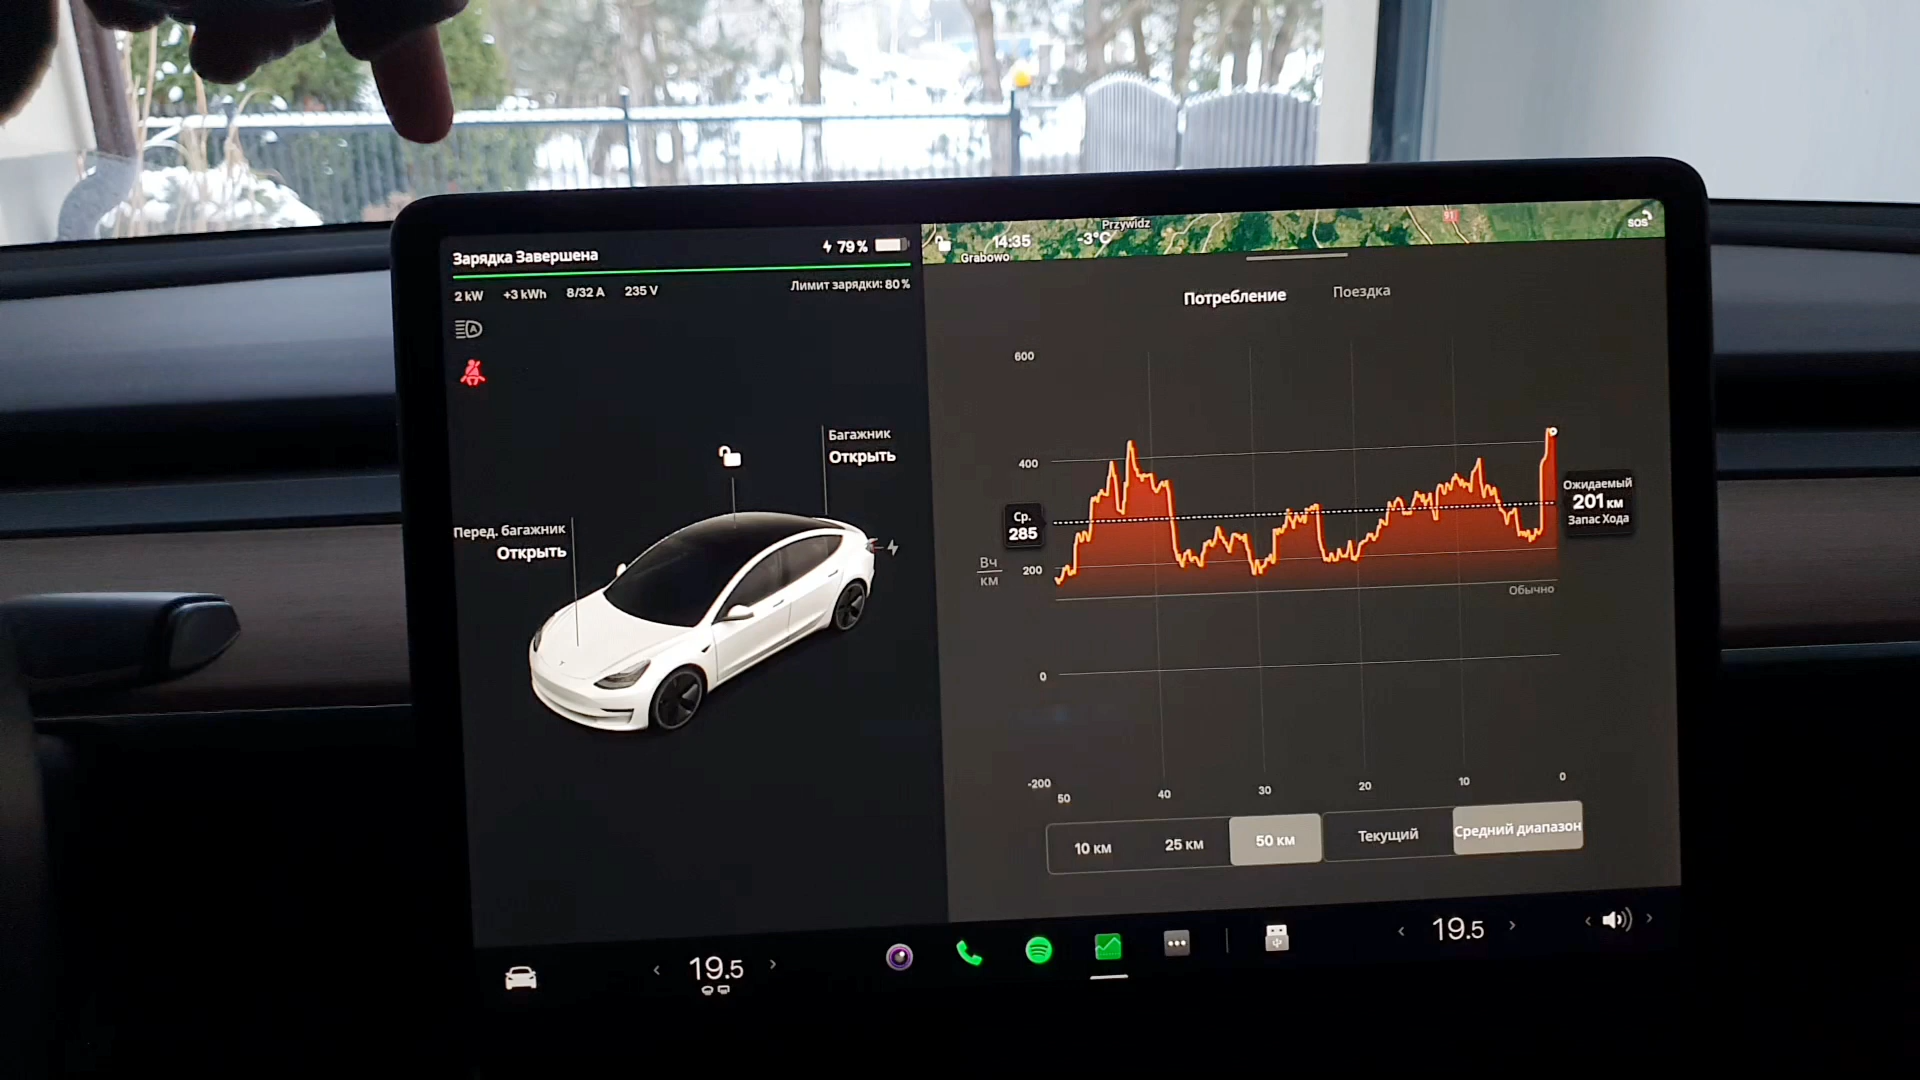 Зарядка Завершена
79 %
2 kW +3 kWh 8/32 A 235 V
Лимит зарядки: 80 %
Багажник
Открыть
Перед. багажник
Открыть
Przywidz
14:35 -3°C
Grabowo
91
SOS
Потребление Поездка
600
400
200
0
-200
Вч
км
Ср.
285
Ожидаемый
201 км
Запас Хода
Обычно
50 40 30 20 10 0
10 км 25 км 50 км Текущий Средний диапазон
19.5
19.5